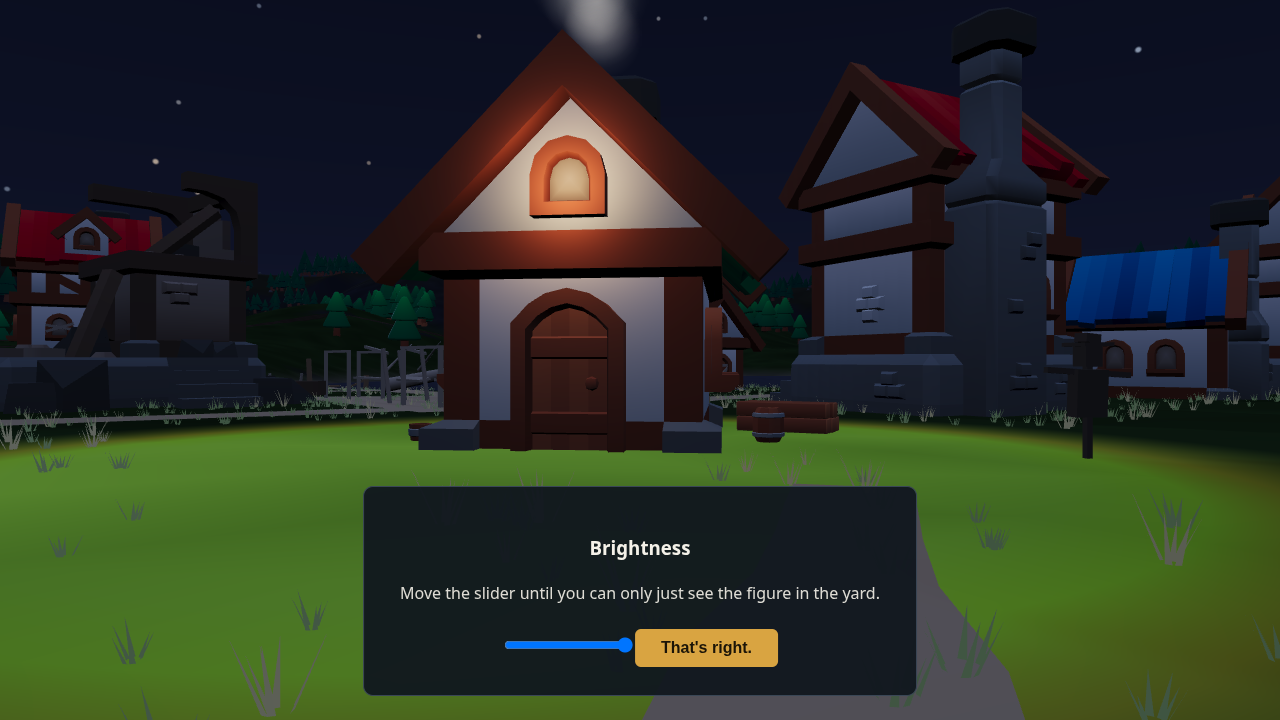 Brightness
Move the slider until you can only just see the figure in the yard.
That's right.